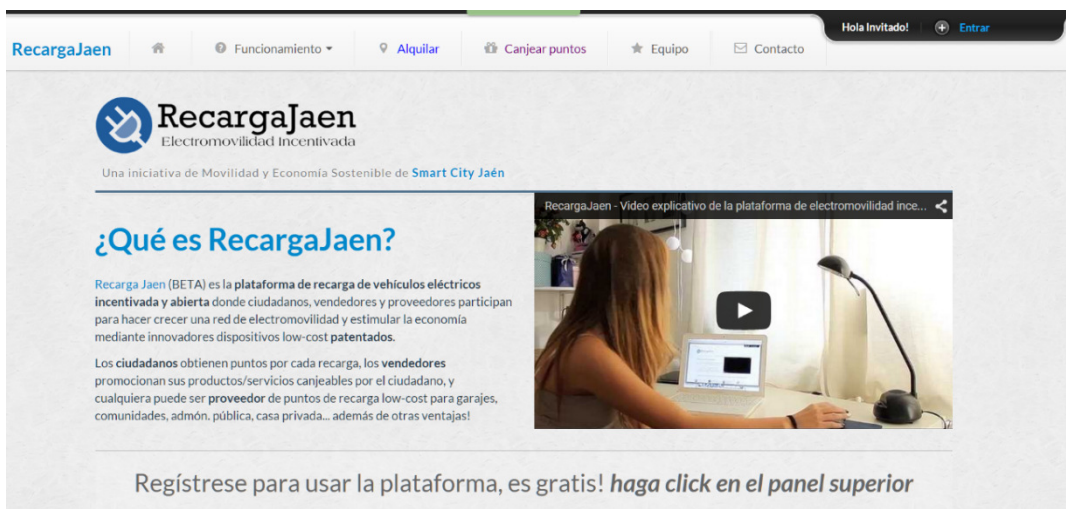 Hola Invitado! Entrar
RecargaJaen Funcionamiento Alquilar Canjear puntos Equipo Contacto
RecargaJaen
Electromovilidad Incentivada
Una iniciativa de Movilidad y Economía Sostenible de Smart City Jaén
RecargaJaen - Video explicativo de la plataforma de electromovilidad ince...
¿Qué es RecargaJaen?
Recarga Jaen (BETA) es la plataforma de recarga de vehículos eléctricos
incentivada y abierta donde ciudadanos, vendedores y proveedores participan
para hacer crecer una red de electromovilidad y estimular la economía
mediante innovadores dispositivos low-cost patentados.
Los ciudadanos obtienen puntos por cada recarga, los vendedores
promocionan sus productos/servicios canjeables por el ciudadano, y
cualquiera puede ser proveedor de puntos de recarga low-cost para garajes,
comunidades, admón. pública, casa privada... además de otras ventajas!
Regístrese para usar la plataforma, es gratis! haga click en el panel superior